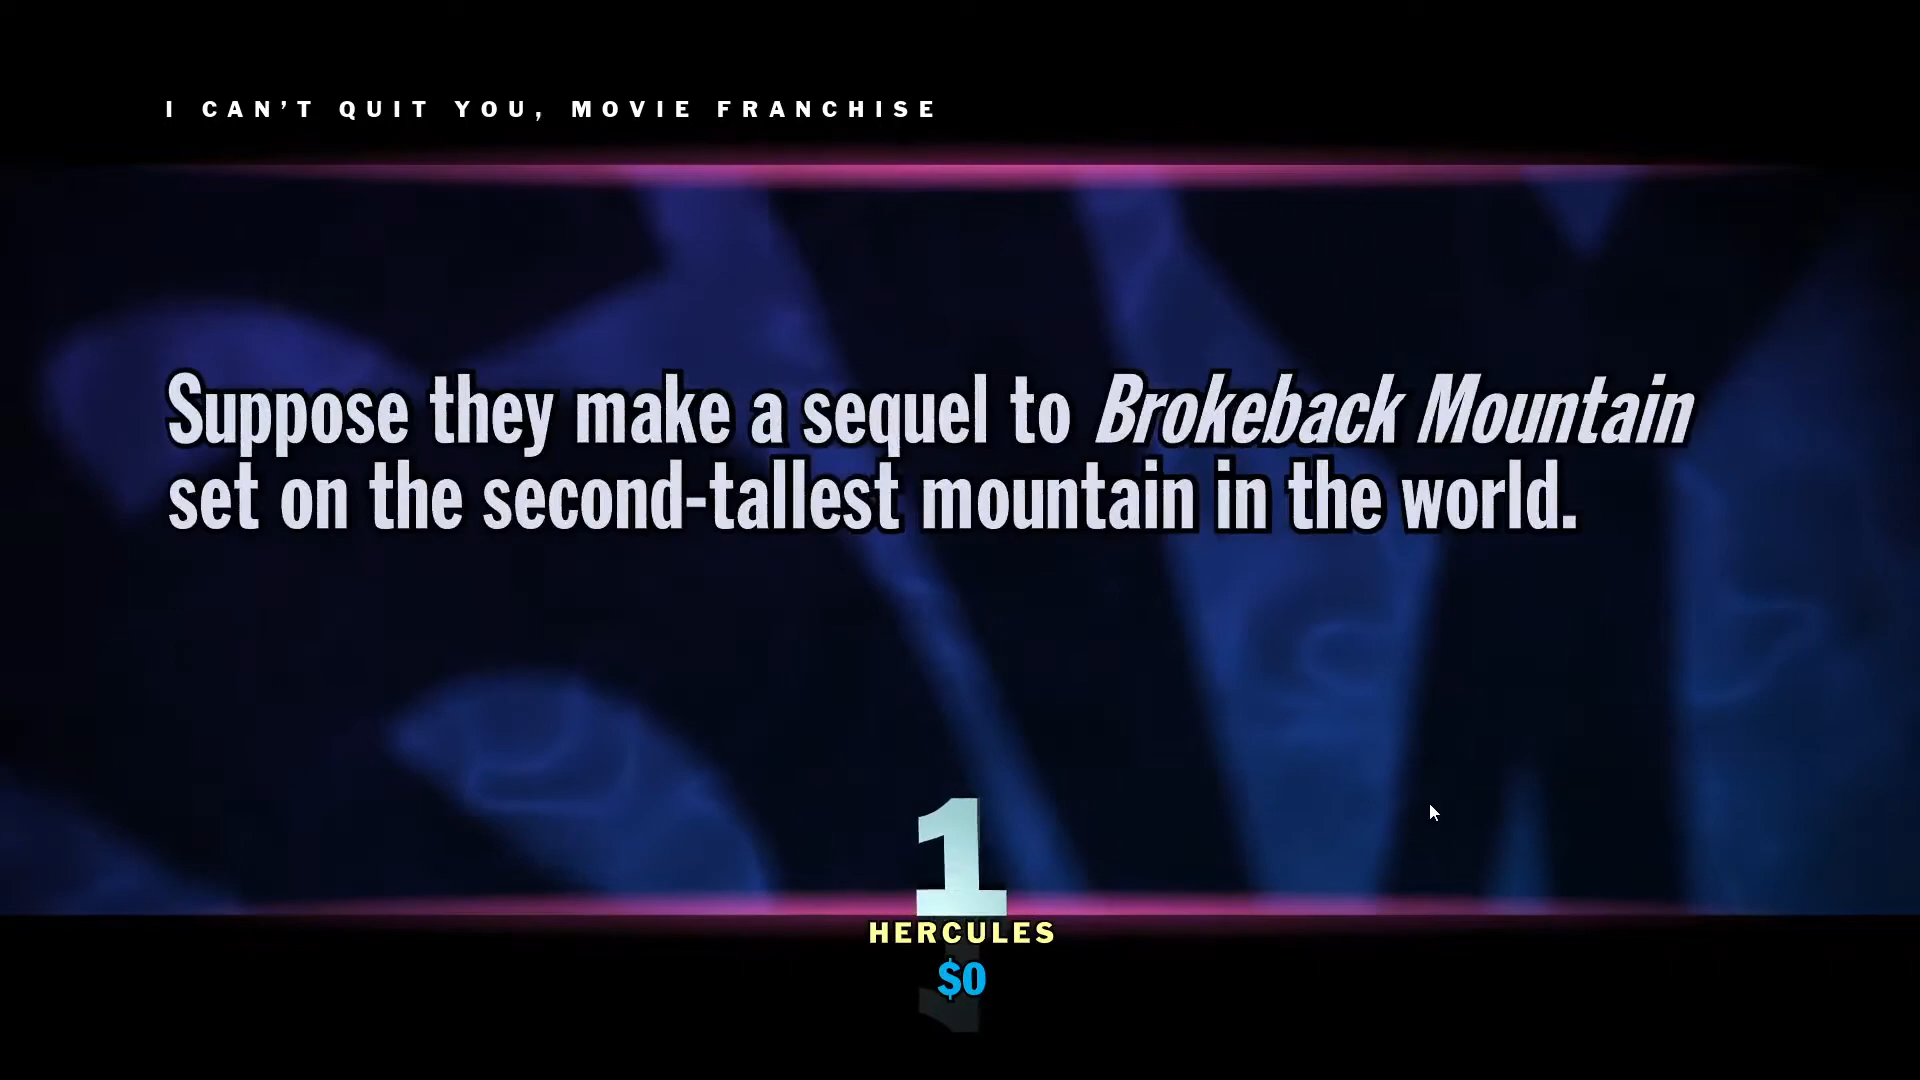 I CAN'T QUIT YOU, MOVIE FRANCHISE
Suppose they make a sequel to Brokeback Mountain
set on the second-tallest mountain in the world.
1
HERCULES
$0